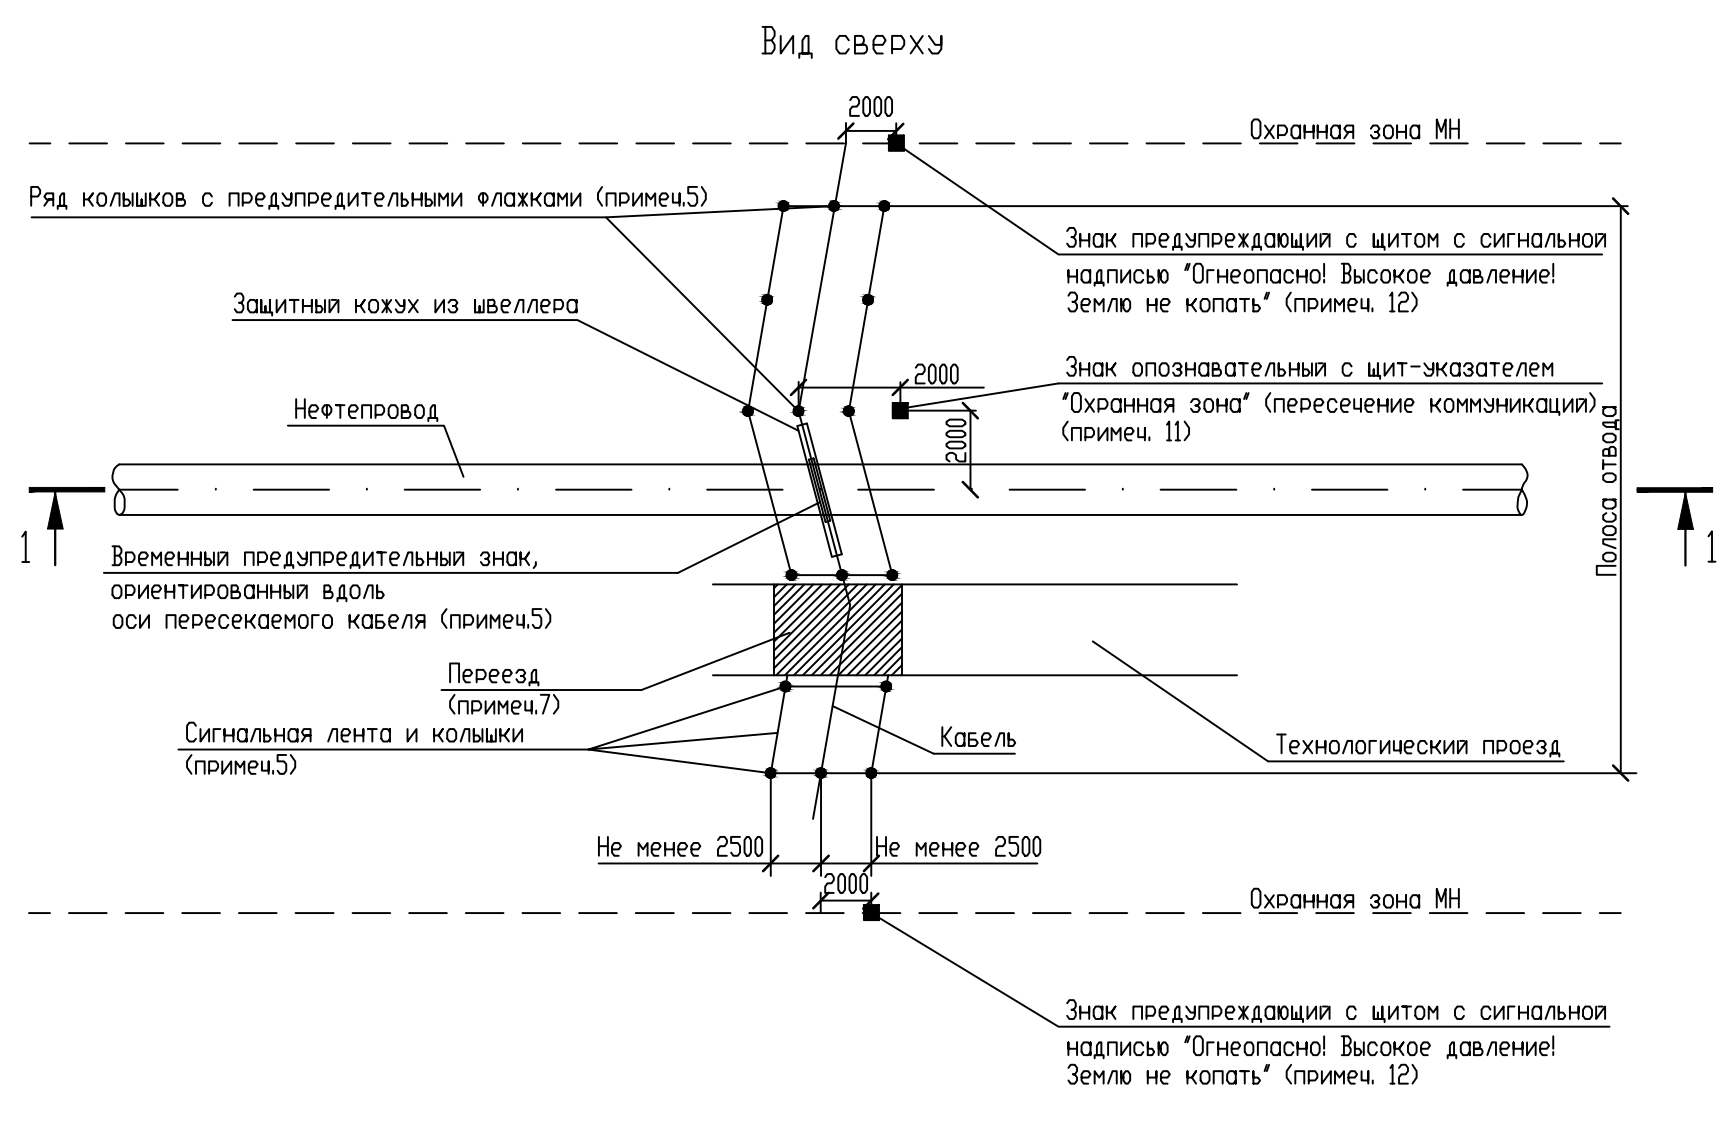 Вид сверху
2000
Охранная зона МН
Ряд колышков с предупредительными флажками (примеч.5)
Знак предупреждающий с щитом с сигнальной
надписью "Огнеопасно! Высокое давление!
Землю не копать" (примеч. 12)
Защитный кожух из швеллера
Знак опознавательный с щит-указателем
"Охранная зона" (пересечение коммуникаций)
(примеч. 11)
2000
2000
Нефтепровод
Полоса отвода
1
1
Временный предупредительный знак,
ориентированный вдоль
оси пересекаемого кабеля (примеч.5)
Переезд
(примеч.7)
Сигнальная лента и колышки
(примеч.5)
Кабель
Технологический проезд
Не менее 2500
Не менее 2500
2000
Охранная зона МН
Знак предупреждающий с щитом с сигнальной
надписью "Огнеопасно! Высокое давление!
Землю не копать" (примеч. 12)